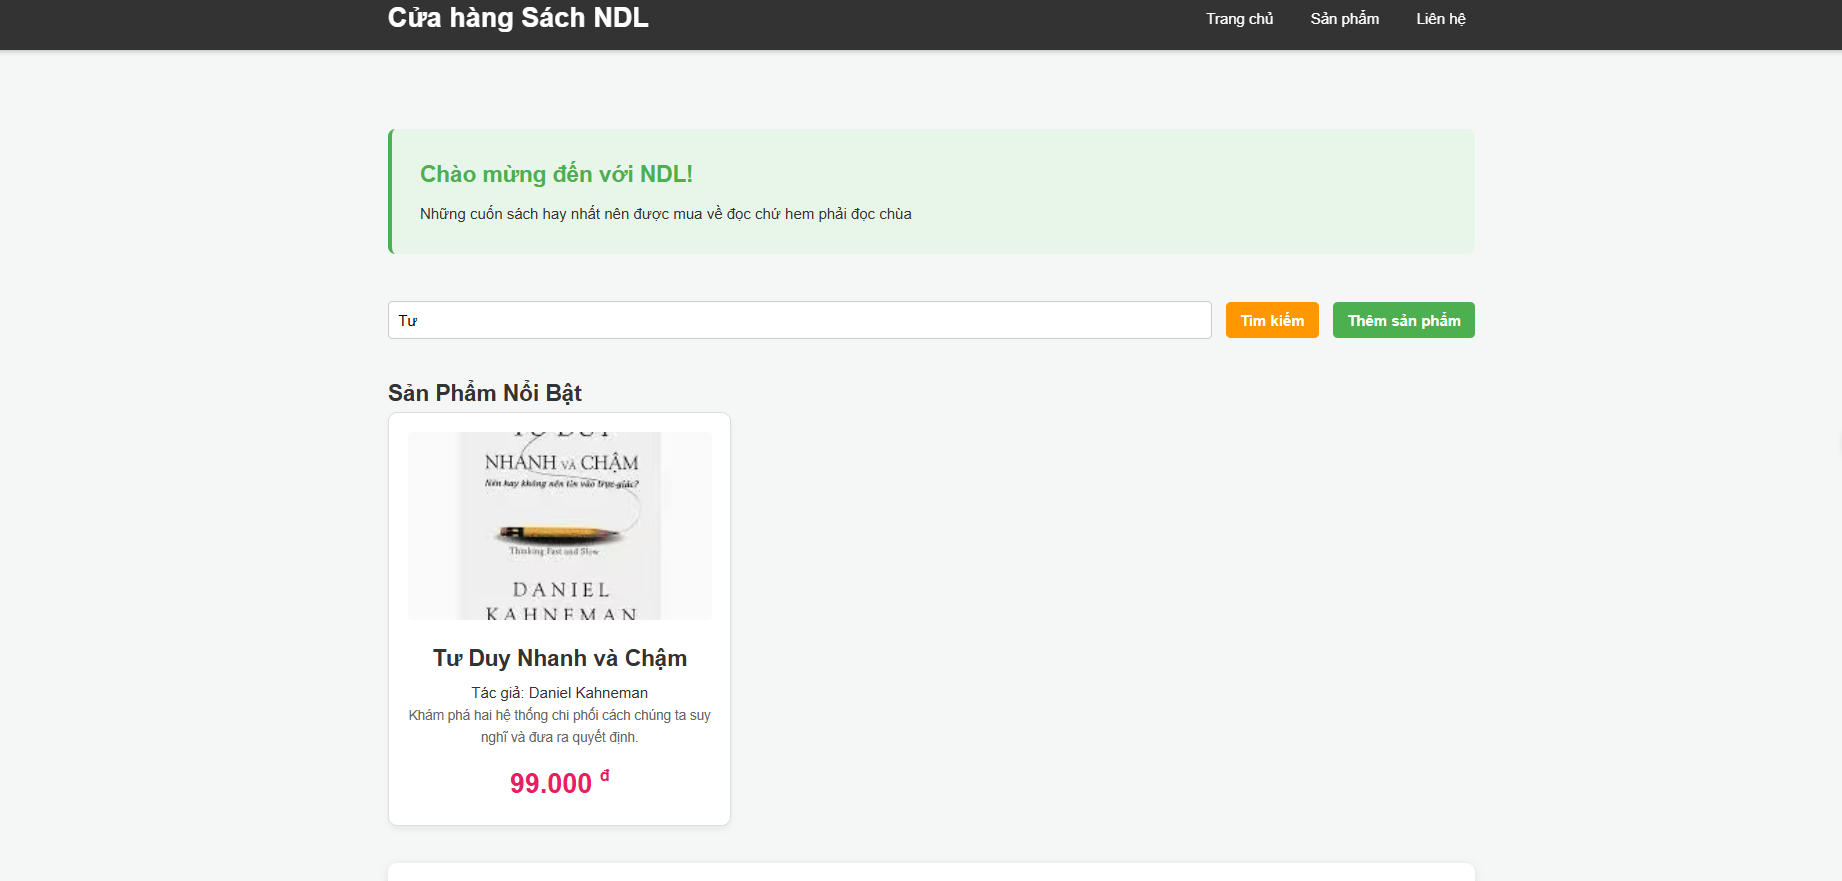 Cửa hàng Sách NDL
Trang chủ
Sản phẩm
Liên hệ
Chào mừng đến với NDL!
Những cuốn sách hay nhất nên được mua về đọc chứ hem phải đọc chùa
Tư
Tìm kiếm
Thêm sản phẩm
Sản Phẩm Nổi Bật
TƯ DUY
NHANH VÀ CHẬM
Nên hay không nên tin vào trực giác?
Thinking Fast and Slow
DANIEL
KAHNEMAN
Tư Duy Nhanh và Chậm
Tác giả: Daniel Kahneman
Khám phá hai hệ thống chi phối cách chúng ta suy
nghĩ và đưa ra quyết định.
99.000 đ